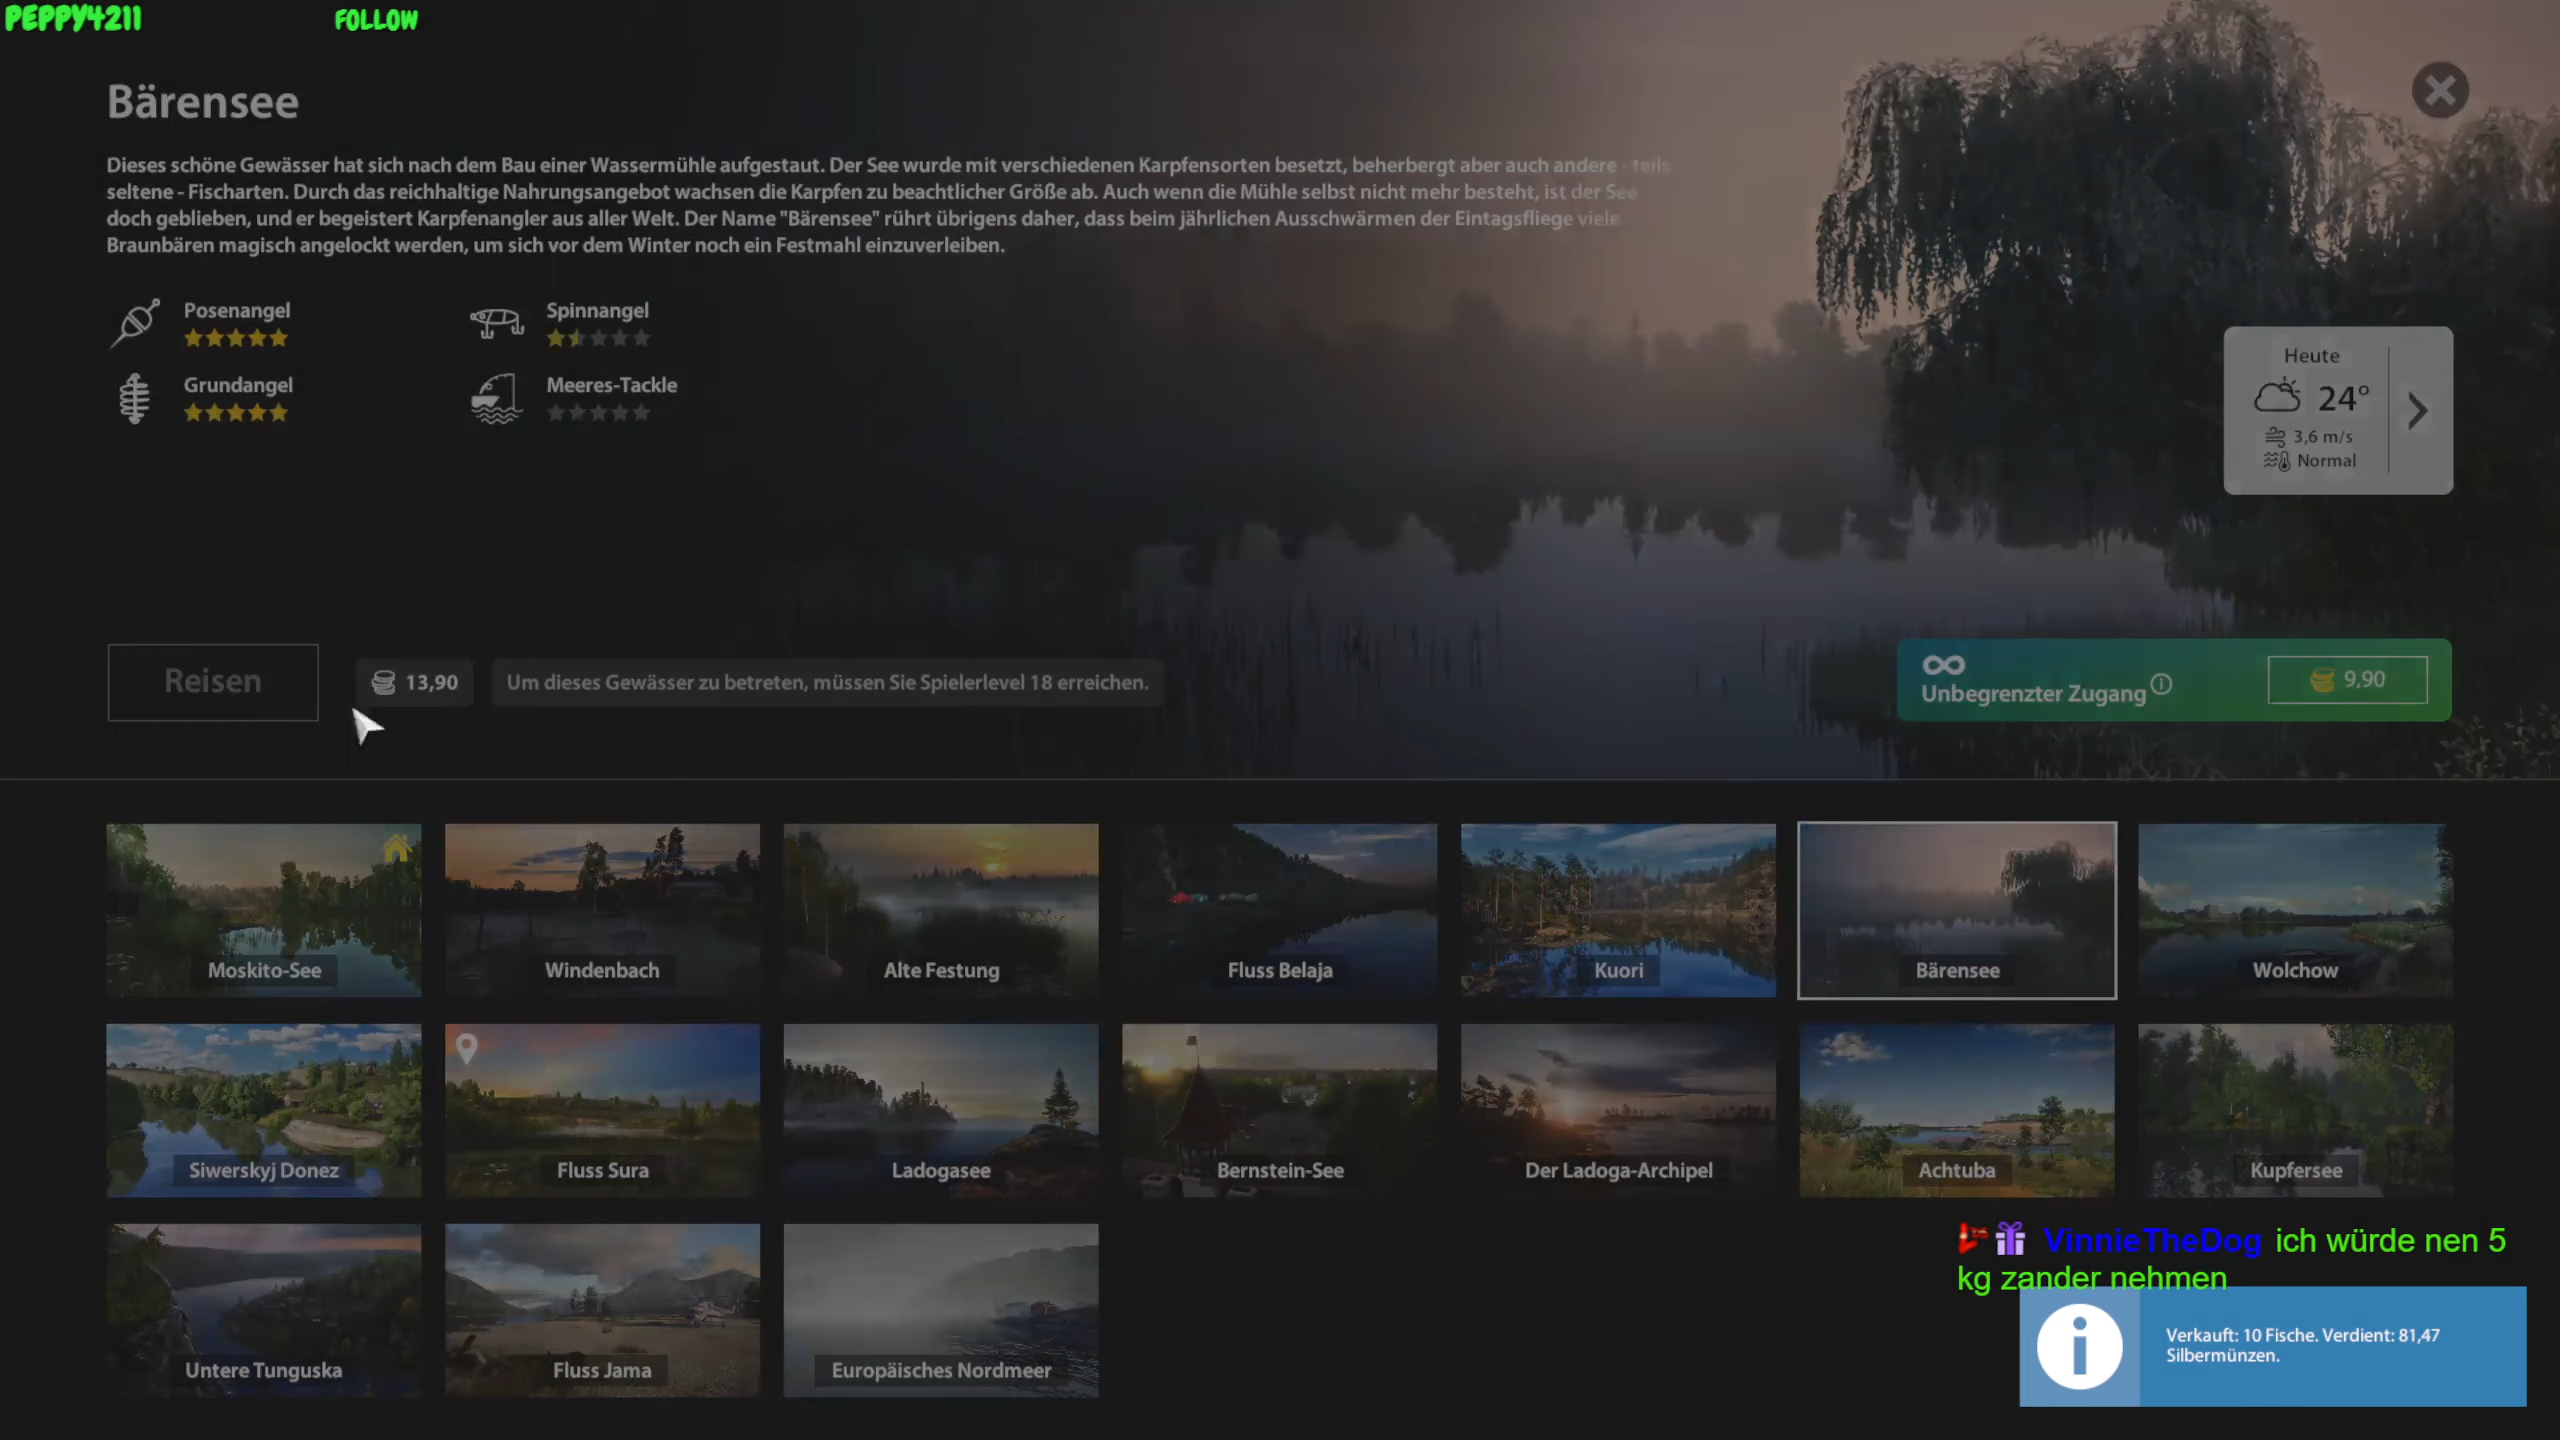 PEPPY4211
FOLLOW
Bärensee
Dieses schöne Gewässer hat sich nach dem Bau einer Wassermühle aufgestaut. Der See wurde mit verschiedenen Karpfensorten besetzt, beherbergt aber auch andere - teils
seltene - Fischarten. Durch das reichhaltige Nahrungsangebot wachsen die Karpfen zu beachtlicher Größe ab. Auch wenn die Mühle selbst nicht mehr besteht, ist der See
doch geblieben, und er begeistert Karpfenangler aus aller Welt. Der Name "Bärensee" rührt übrigens daher, dass beim jährlichen Ausschwärmen der Eintagsfliege viele
Braunbären magisch angelockt werden, um sich vor dem Winter noch ein Festmahl einzuverleiben.
Posenangel
Spinnangel
Grundangel
Meeres-Tackle
Heute
24°
3,6 m/s
Normal
Reisen
13,90
Um dieses Gewässer zu betreten, müssen Sie Spielerlevel 18 erreichen.
Unbegrenzter Zugang
9,90
Moskito-See
Windenbach
Alte Festung
Fluss Belaja
Kuori
Bärensee
Wolchow
Siwerskyj Donez
Fluss Sura
Ladogasee
Bernstein-See
Der Ladoga-Archipel
Achtuba
Kupfersee
Untere Tunguska
Fluss Jama
Europäisches Nordmeer
VinnieTheDog ich würde nen 5
kg zander nehmen
Verkauft: 10 Fische. Verdient: 81,47
Silbermünzen.